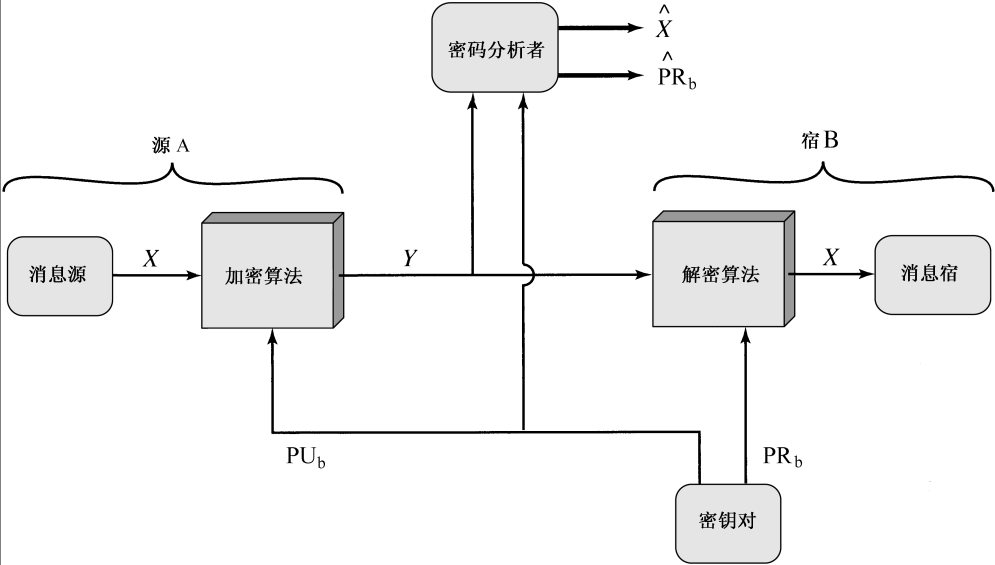 密码分析者
X̂
P̂R_b
源 A
宿B
消息源
X
加密算法
Y
解密算法
X
消息宿
PU_b
PR_b
密钥对